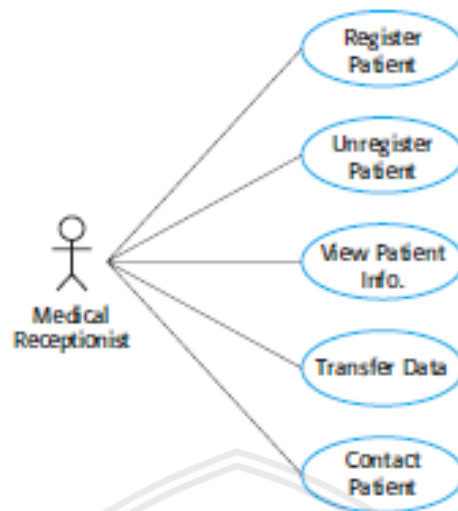 Register
Patient
Unregister
Patient
View Patient
Info.
Medical
Receptionist
Transfer Data
Contact
Patient